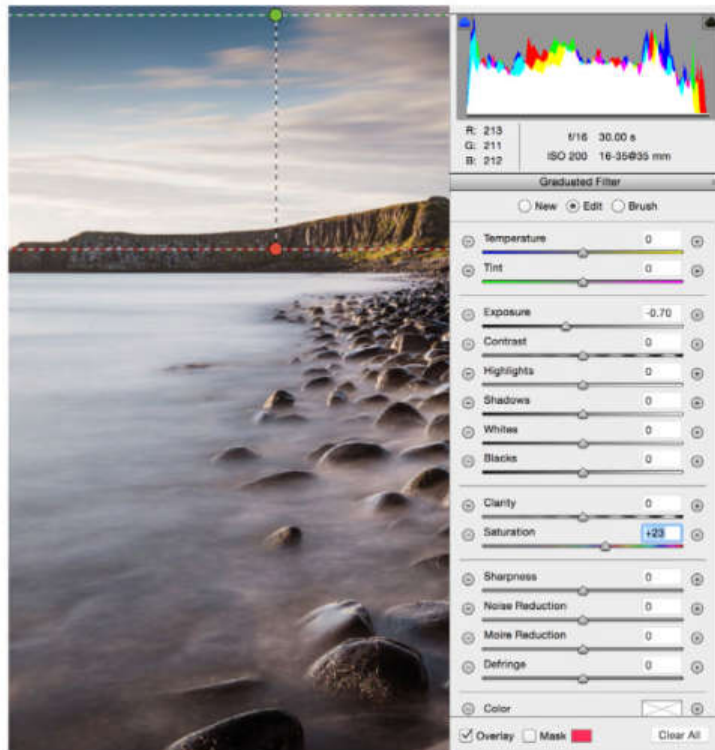 R: 213
G: 211
B: 212
f/16 30.00 s
ISO 200 16-35@35 mm
Graduated Filter
New Edit Brush
Temperature 0
Tint 0
Exposure -0.70
Contrast 0
Highlights 0
Shadows 0
Whites 0
Blacks 0
Clarity 0
Saturation +23
Sharpness 0
Noise Reduction 0
Moire Reduction 0
Defringe 0
Color
Overlay Mask Clear All